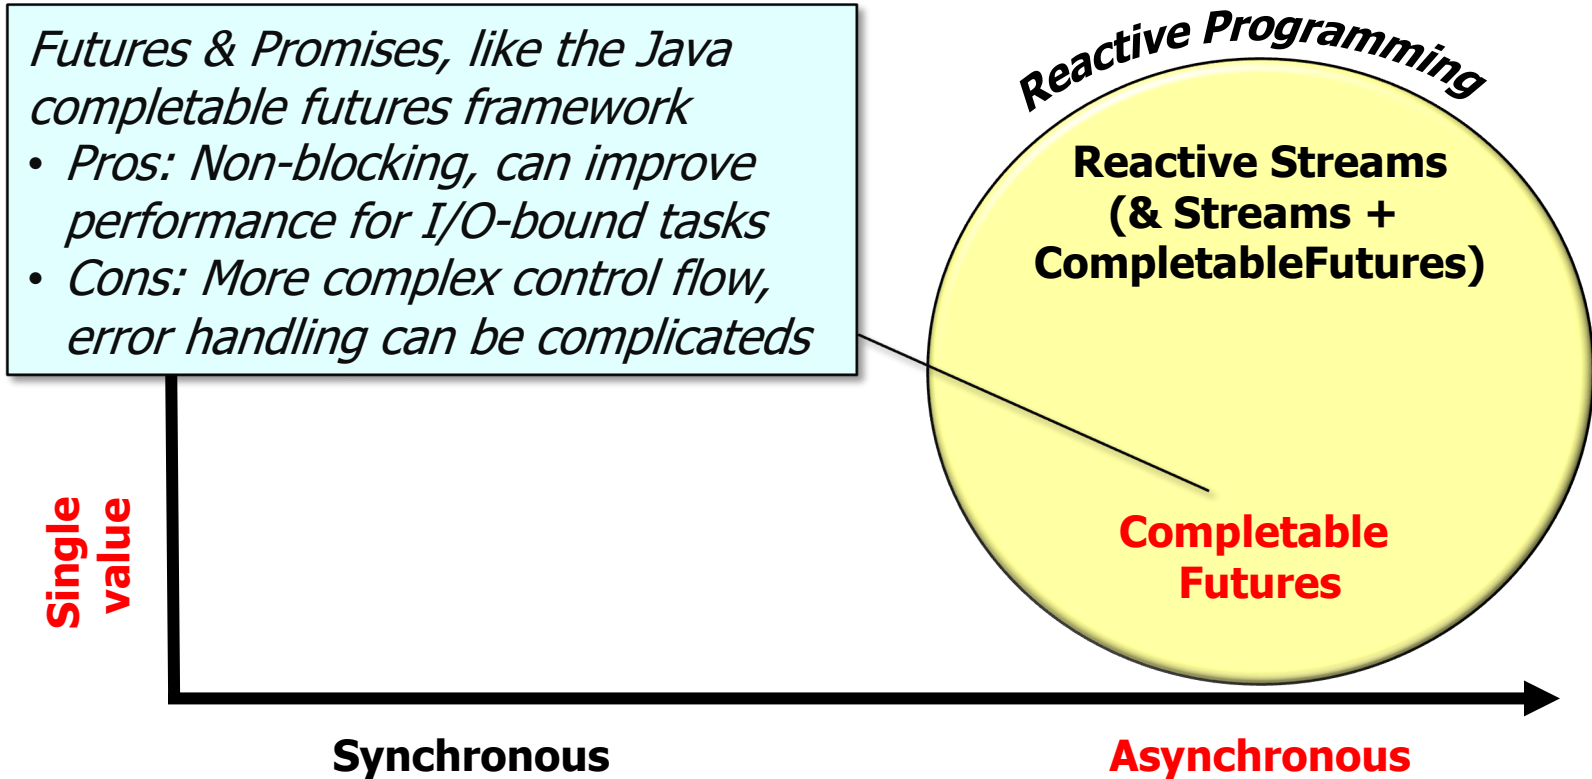 Futures & Promises, like the Java
completable futures framework
• Pros: Non-blocking, can improve
performance for I/O-bound tasks
• Cons: More complex control flow,
error handling can be complicateds
Reactive Programming
Reactive Streams
(& Streams +
CompletableFutures)
Completable
Futures
Single
value
Synchronous
Asynchronous